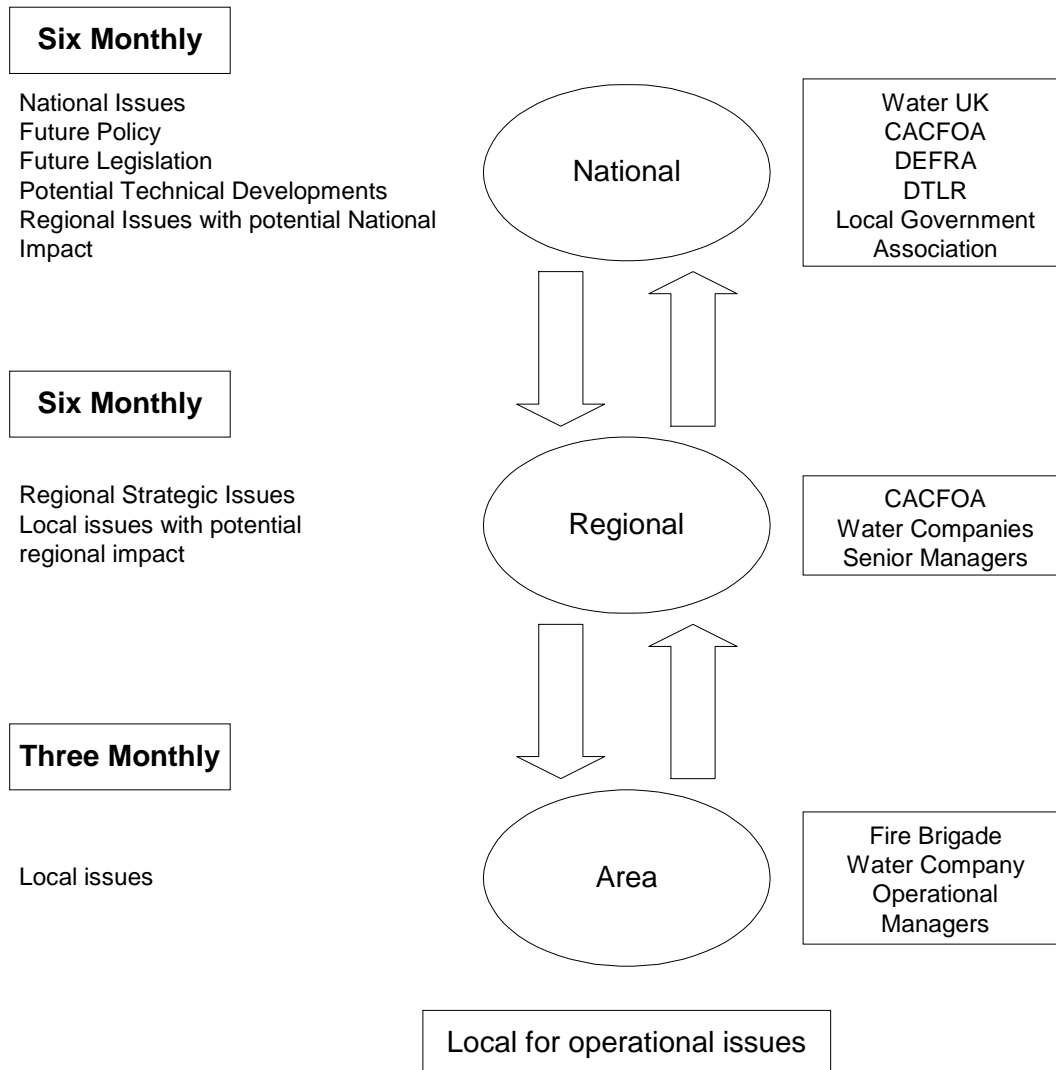 Six Monthly
National Issues
Future Policy
Future Legislation
Potential Technical Developments
Regional Issues with potential National
Impact
National
Water UK
CACFOA
DEFRA
DTLR
Local Government
Association
Six Monthly
Regional Strategic Issues
Local issues with potential
regional impact
Regional
CACFOA
Water Companies
Senior Managers
Three Monthly
Local issues
Area
Fire Brigade
Water Company
Operational
Managers
Local for operational issues